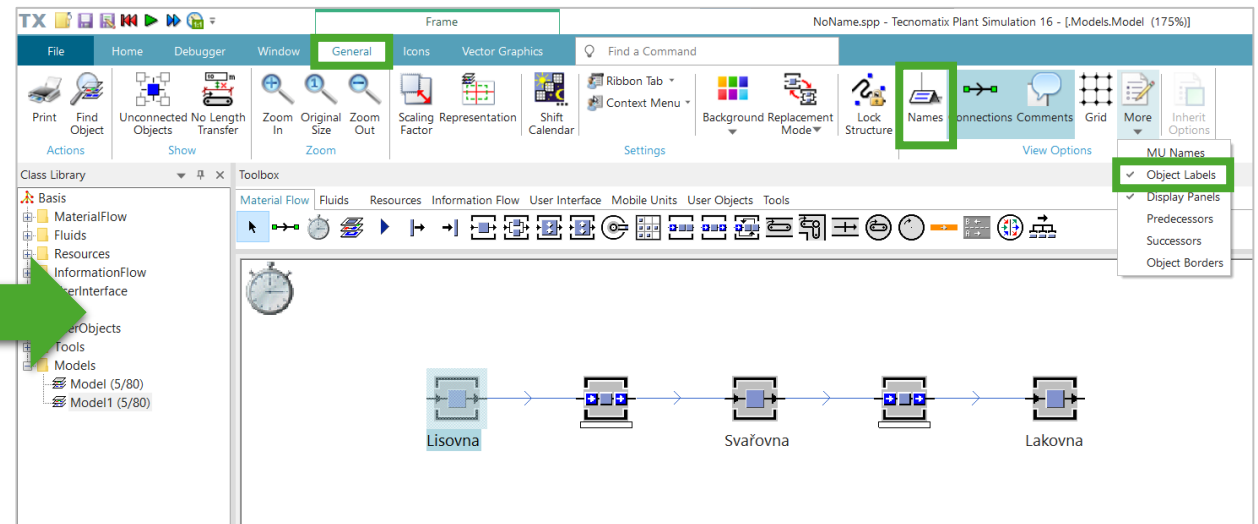 TX
Frame
NoName.spp - Tecnomatix Plant Simulation 16 - [.Models.Model (175%)]
File Home Debugger Window General Icons Vector Graphics Find a Command
Print Find Object Unconnected Objects No Length Transfer Zoom In Original Size Zoom Out Scaling Factor Representation Shift Calendar Ribbon Tab Context Menu Background Replacement Mode Lock Structure Names Connections Comments Grid More Inherit Options
Actions Show Zoom Settings View Options
MU Names
Object Labels
Display Panels
Predecessors
Successors
Object Borders
Class Library
Toolbox
Basis
MaterialFlow
Fluids
Resources
InformationFlow
UserInterface
Tools
Models
Model (5/80)
Model1 (5/80)
Material Flow Fluids Resources Information Flow User Interface Mobile Units User Objects Tools
Lisovna
Svařovna
Lakovna